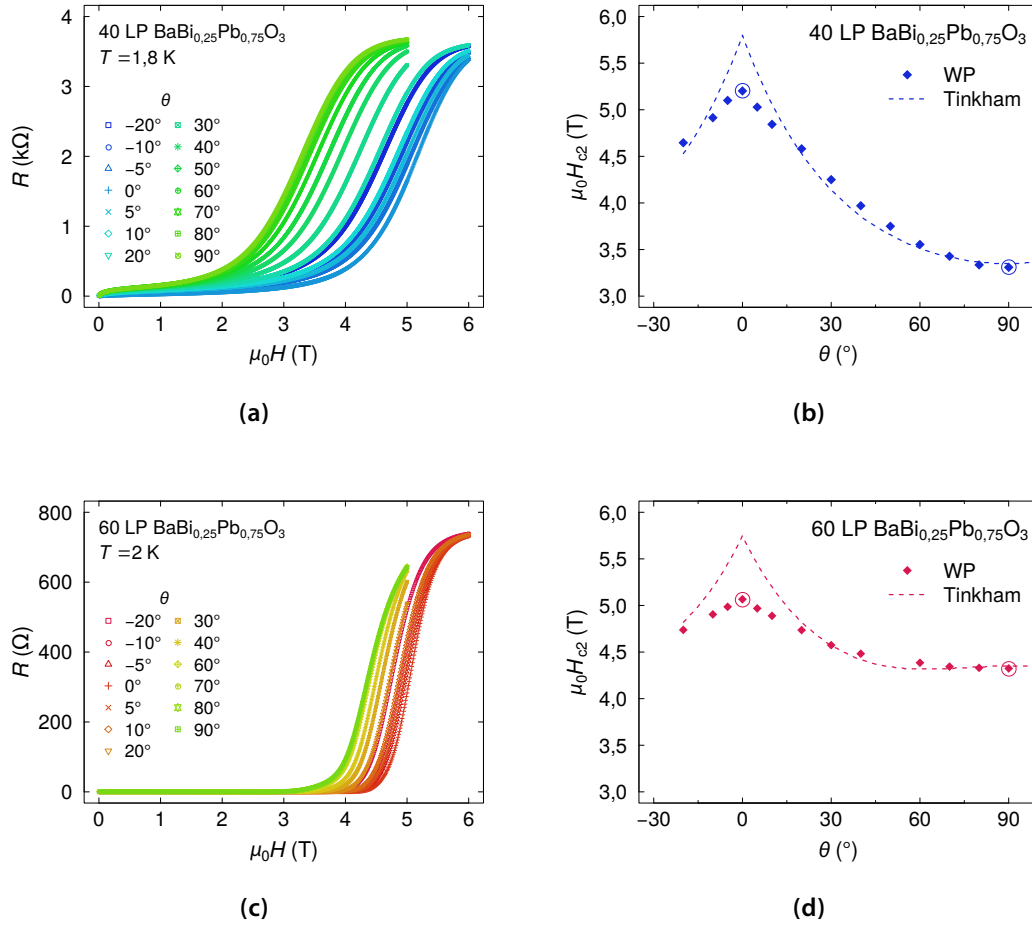 40 LP BaBi0,25Pb0,75O3
T =1,8 K
θ
−20°
−10°
−5°
0°
5°
10°
20°
30°
40°
50°
60°
70°
80°
90°
R (kΩ)
4
3
2
1
0
0 1 2 3 4 5 6
μ0H (T)
(a)
40 LP BaBi0,25Pb0,75O3
WP
Tinkham
μ0Hc2 (T)
6,0
5,5
5,0
4,5
4,0
3,5
3,0
−30 0 30 60 90
θ (°)
(b)
60 LP BaBi0,25Pb0,75O3
T =2 K
θ
−20°
−10°
−5°
0°
5°
10°
20°
30°
40°
60°
70°
80°
90°
R (Ω)
800
600
400
200
0
0 1 2 3 4 5 6
μ0H (T)
(c)
60 LP BaBi0,25Pb0,75O3
WP
Tinkham
μ0Hc2 (T)
6,0
5,5
5,0
4,5
4,0
3,5
3,0
−30 0 30 60 90
θ (°)
(d)